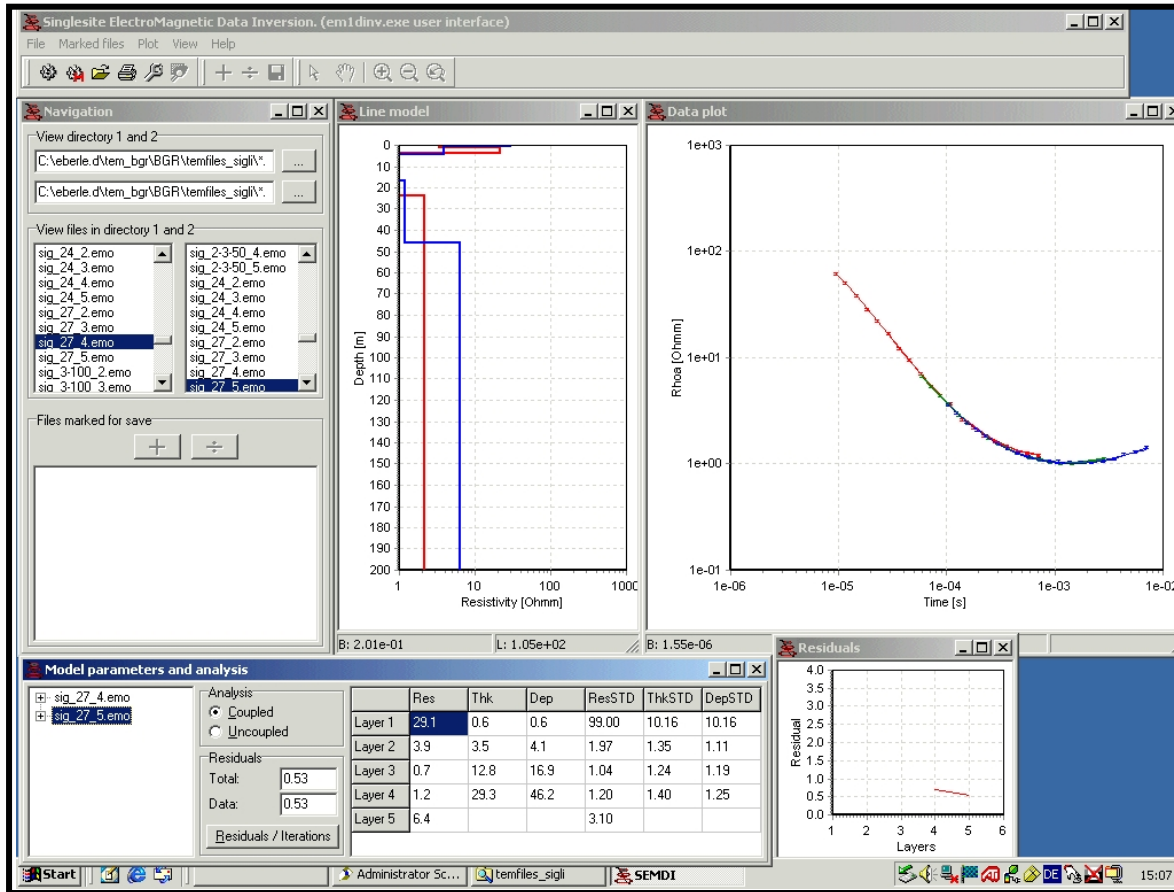 Singlesite ElectroMagnetic Data Inversion. (em1dinv.exe user interface)
File Marked files Plot View Help
Navigation
View directory 1 and 2
C:\eberle.d\tem_bgr\BGR\temfiles_sigli\*. ...
C:\eberle.d\tem_bgr\BGR\temfiles_sigli\*. ...
View files in directory 1 and 2
sig_24_2.emo
sig_24_3.emo
sig_24_4.emo
sig_24_5.emo
sig_27_2.emo
sig_27_3.emo
sig_27_4.emo
sig_27_5.emo
sig_3-100_2.emo
sig_3-100_3.emo
sig_2-3-50_4.emo
sig_2-3-50_5.emo
sig_24_2.emo
sig_24_3.emo
sig_24_4.emo
sig_24_5.emo
sig_27_2.emo
sig_27_3.emo
sig_27_4.emo
sig_27_5.emo
Files marked for save
+ ÷
Line model
0
10
20
30
40
50
60
70
80
90
100
110
120
130
140
150
160
170
180
190
200
Depth [m]
1 10 100 1000
Resistivity [Ohmm]
B: 2.01e-01 L: 1.05e+02
Data plot
1e+03
1e+02
1e+01
1e+00
1e-01
Rhoa [Ohmm]
1e-06 1e-05 1e-04 1e-03 1e-02
Time [s]
B: 1.55e-06
Model parameters and analysis
sig_27_4.emo
sig_27_5.emo
Analysis
Coupled
Uncoupled
Residuals
Total: 0.53
Data: 0.53
Residuals / Iterations
Res Thk Dep ResSTD ThkSTD DepSTD
Layer 1 29.1 0.6 0.6 99.00 10.16 10.16
Layer 2 3.9 3.5 4.1 1.97 1.35 1.11
Layer 3 0.7 12.8 16.9 1.04 1.24 1.19
Layer 4 1.2 29.3 46.2 1.20 1.40 1.25
Layer 5 6.4 3.10
Residuals
4.0
3.5
3.0
2.5
2.0
1.5
1.0
0.5
0.0
Residual
1 2 3 4 5 6
Layers
Start Administrator Sc... temfiles_sigli SEMDI DE 15:07